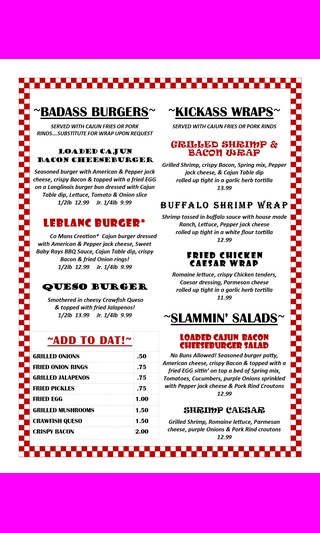 ~BADASS BURGERS~
SERVED WITH CAJUN FRIES OR PORK
RINDS...SUBSTITUTE FOR WRAP UPON REQUEST
LOADED CAJUN
BACON CHEESEBURGER
Seasoned burger with American & Pepper jack
cheese, crispy Bacon & topped with a fried EGG
on a Langlinais burger bun dressed with Cajun
Table dip, Lettuce, Tomato & Onion slice
1/2lb 12.99 Jr. 1/4lb 9.99
LEBLANC BURGER*
Co Mans Creation* Cajun burger dressed
with American & Pepper jack cheese, Sweet
Baby Rays BBQ Sauce, Cajun Table dip, crispy
Bacon & fried Onion rings!
1/2lb 12.99 Jr. 1/4lb 9.99
QUESO BURGER
Smothered in cheesy Crawfish Queso
& topped with fried Jalapenos!
1/2lb 13.99 Jr. 1/4lb 9.99
~ADD TO DAT!~
GRILLED ONIONS .50
FRIED ONION RINGS .75
GRILLED JALAPENOS .75
FRIED PICKLES .75
FRIED EGG 1.00
GRILLED MUSHROOMS 1.50
CRAWFISH QUESO 1.50
CRISPY BACON 2.00
~KICKASS WRAPS~
SERVED WITH CAJUN FRIES OR PORK RINDS
GRILLED SHRIMP &
BACON WRAP
Grilled Shrimp, crispy Bacon, Spring mix, Pepper
jack cheese, & Cajun Table dip
rolled up tight in a garlic herb tortilla
13.99
BUFFALO SHRIMP WRAP
Shrimp tossed in buffalo sauce with house made
Ranch, Lettuce, Pepper jack cheese
rolled up tight in a white flour tortilla
12.99
FRIED CHICKEN
CAESAR WRAP
Romaine lettuce, crispy Chicken tenders,
Caesar dressing, Parmesan cheese
rolled up tight in a garlic herb tortilla
11.99
~SLAMMIN' SALADS~
LOADED CAJUN BACON
CHEESEBURGER SALAD
No Buns Allowed! Seasoned burger patty,
American cheese, crispy Bacon & topped with a
fried EGG sittin' on top a bed of Spring mix,
Tomatoes, Cucumbers, purple Onions sprinkled
with Pepper jack cheese & Pork Rind Croutons
12.99
SHRIMP CAESAR
Grilled Shrimp, Romaine lettuce, Parmesan
cheese, purple Onions & Pork Rind croutons
12.99